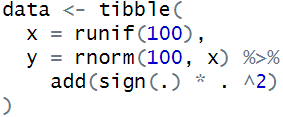 data <- tibble(
  x = runif(100),
  y = rnorm(100, x) %>%
    add(sign(.) * . ^2)
)